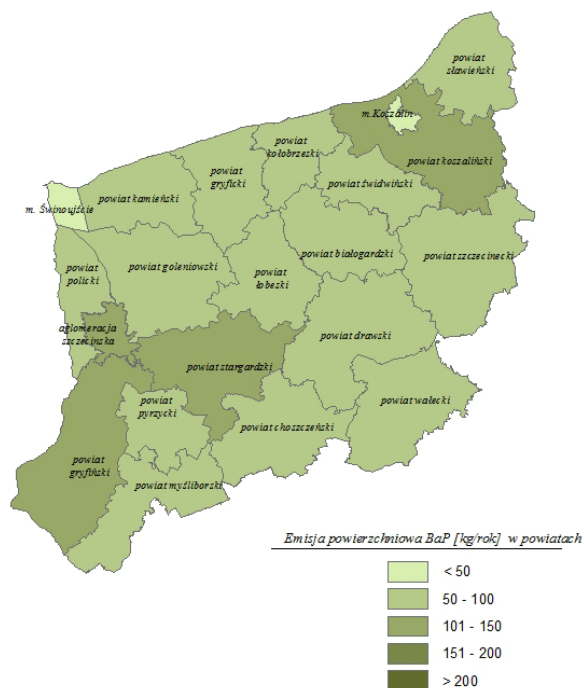 powiat
sławieński
m.Koszalin
powiat
kołobrzeski
powiat koszaliński
powiat
gryficki
powiat świdwiński
powiat kamieński
m. Świnoujście
powiat białogardzki
powiat szczecinecki
powiat
policki
powiat goleniowski
powiat
łobeski
aglomeracja
szczecinska
powiat drawski
powiat stargardzki
powiat wałecki
powiat
pyrzycki
powiat choszczeński
powiat
gryfiński
powiat myśliborski
Emisja powierzchniowa BaP [kg/rok] w powiatach
< 50
50 - 100
101 - 150
151 - 200
> 200